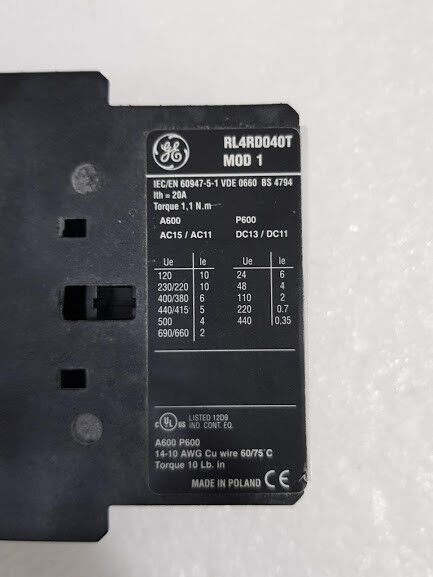 GE
RL4RD040T
MOD 1
IEC/EN 60947-5-1 VDE 0660 BS 4794
Ith = 20A
Torque 1,1 N.m
A600 P600
AC15 / AC11 DC13 / DC11
Ue Ie Ue Ie
120 10 24 6
230/220 10 48 4
400/380 6 110 2
440/415 5 220 0.7
500 4 440 0,35
690/660 2
C UL US LISTED 12D9
IND. CONT. EQ.
A600 P600
14-10 AWG Cu wire 60/75 C
Torque 10 Lb. in
MADE IN POLAND CE